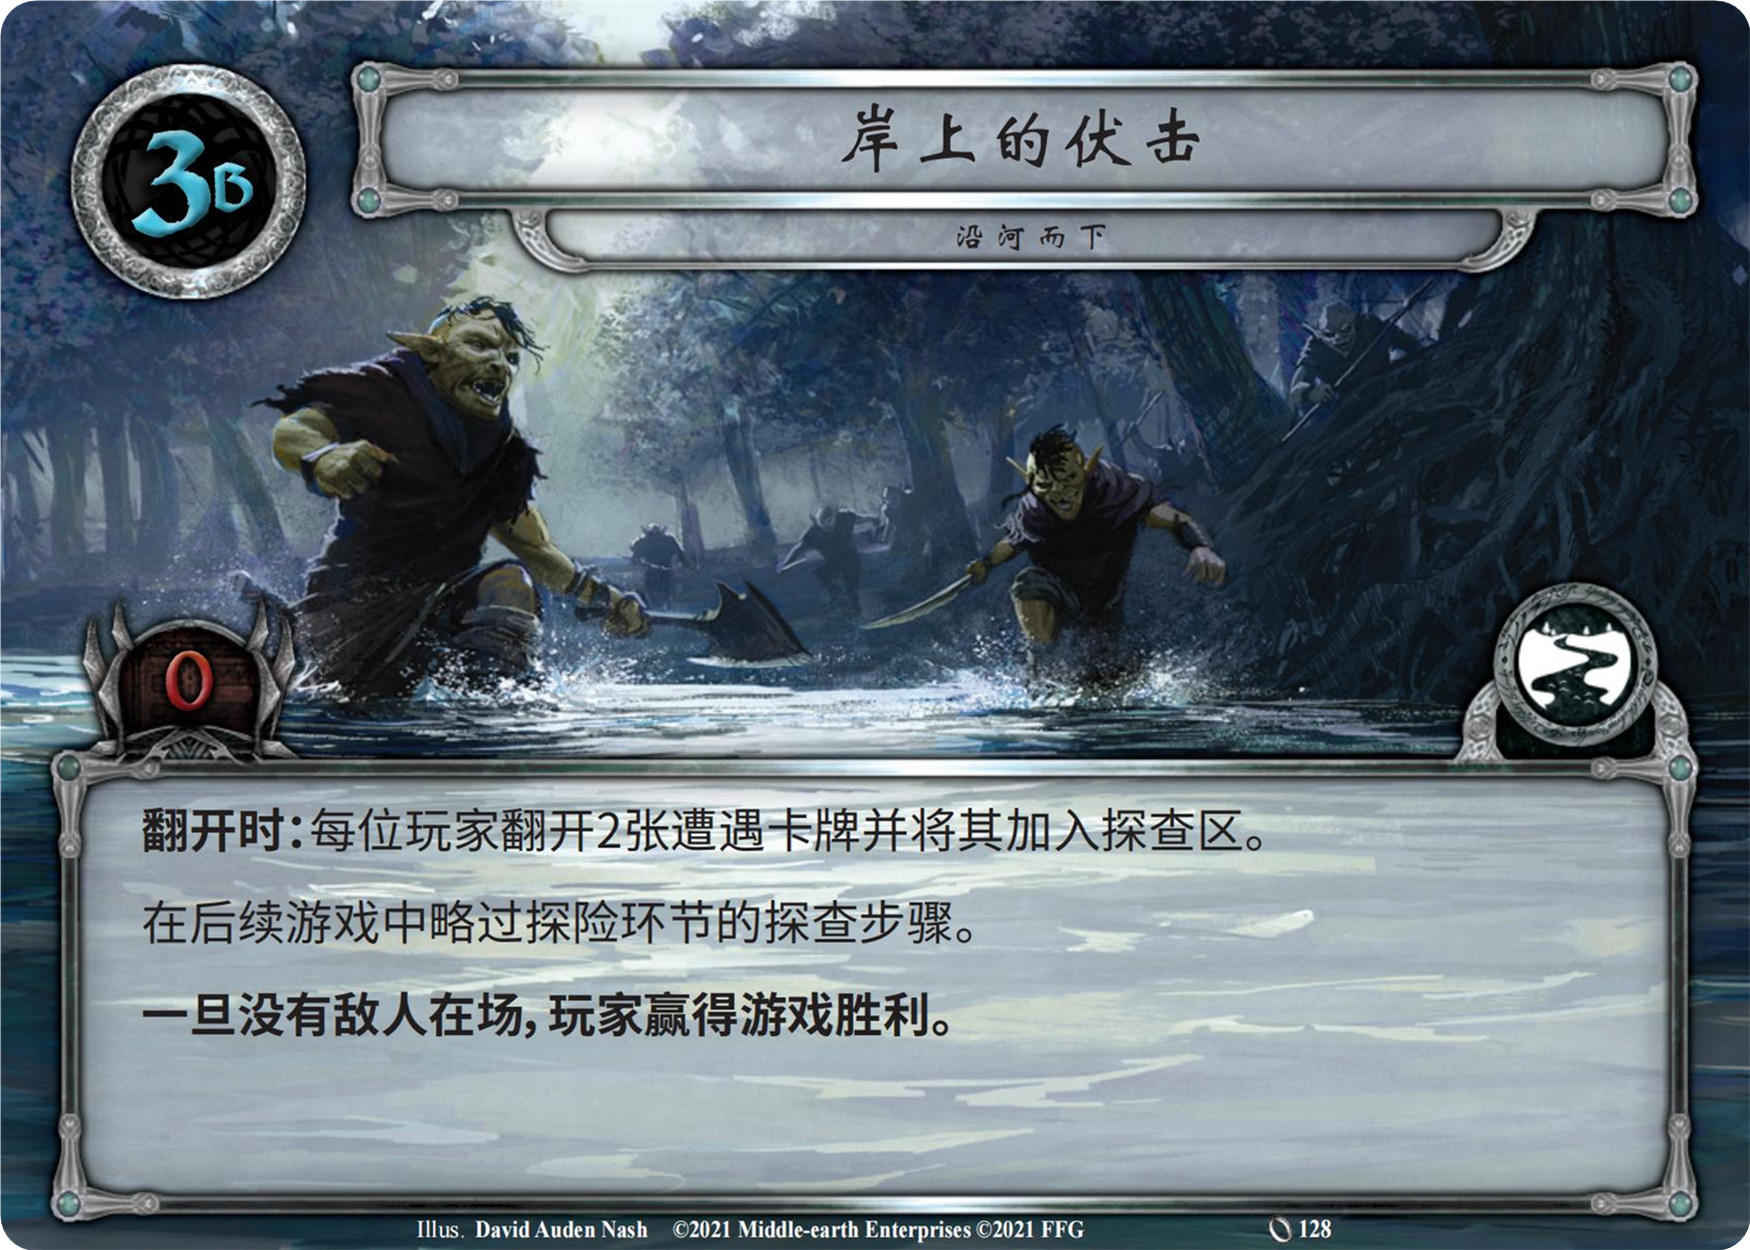 3B
岸上的伏击
沿河而下
0
翻开时：每位玩家翻开2张遭遇卡牌并将其加入探查区。
在后续游戏中略过探险环节的探查步骤。
一旦没有敌人在场，玩家赢得游戏胜利。
Illus. David Auden Nash ©2021 Middle-earth Enterprises ©2021 FFG 128